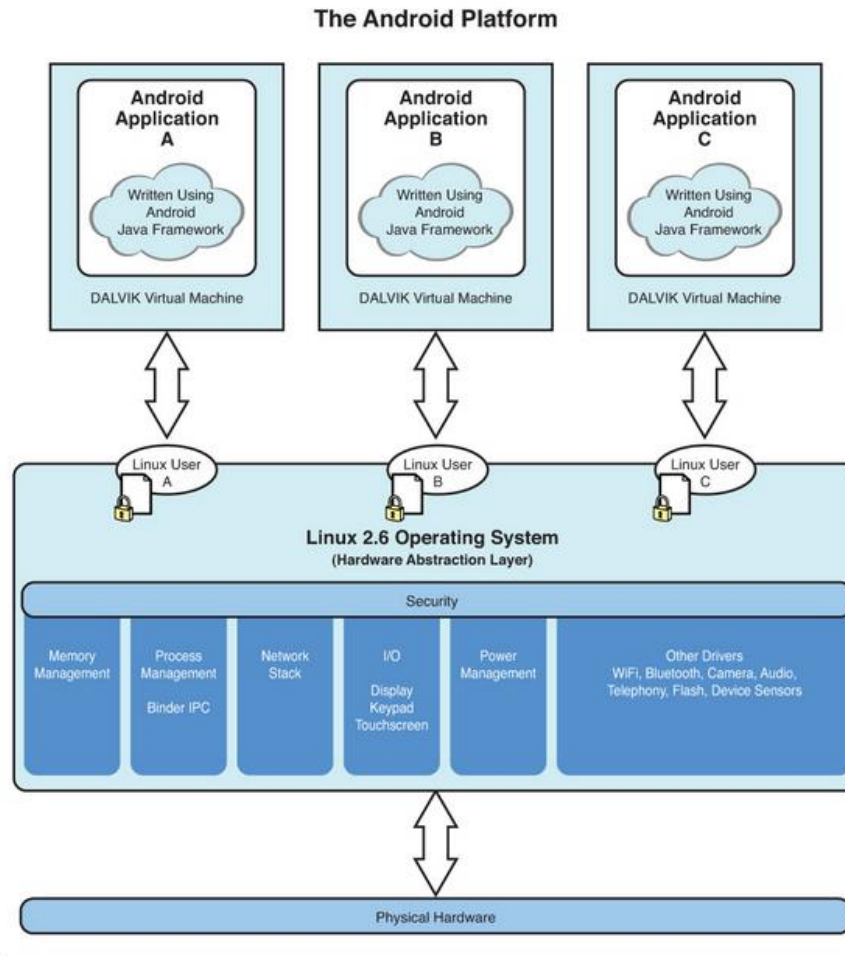 The Android Platform
Android
Application
A
Written Using
Android
Java Framework
DALVIK Virtual Machine
Android
Application
B
Written Using
Android
Java Framework
DALVIK Virtual Machine
Android
Application
C
Written Using
Android
Java Framework
DALVIK Virtual Machine
Linux User
A
Linux User
B
Linux User
C
Linux 2.6 Operating System
(Hardware Abstraction Layer)
Security
Memory
Management
Process
Management
Binder IPC
Network
Stack
I/O
Display
Keypad
Touchscreen
Power
Management
Other Drivers
WiFi, Bluetooth, Camera, Audio,
Telephony, Flash, Device Sensors
Physical Hardware